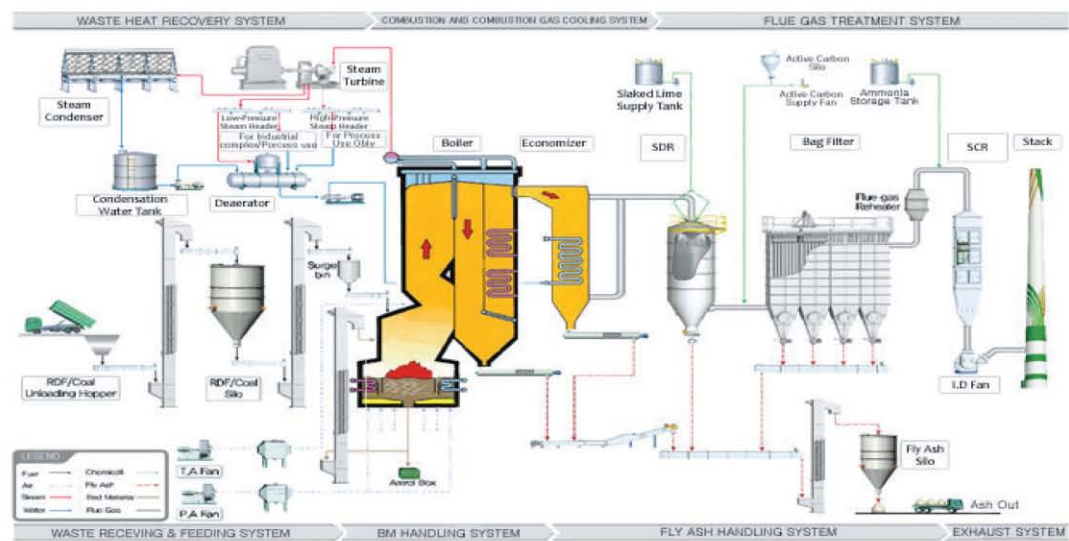 WASTE HEAT RECOVERY SYSTEM
COMBUSTION AND COMBUSTION GAS COOLING SYSTEM
FLUE GAS TREATMENT SYSTEM
Steam
Condenser
Steam
Turbine
Low-Pressure
Steam Header
High-Pressure
Steam Header
For Industrial
complex/Porcess use
For Process
Use Obly
Condensation
Water Tank
Deaerator
Boiler
Economizer
Slaked Lime
Supply Tank
SDR
Active Carbon
Silo
Active Carbon
Supply Fan
Ammonia
Storage Tank
Bag Filter
SCR
Stack
Flue-gas
Reheater
Surge
bin
RDF/Coal
Unloading Hopper
RDF/Coal
Silo
I.D Fan
T.A Fan
P.A Fan
Fly Ash
Silo
Ash Out
LEGEND
Fuel
Air
Steam
Water
Chemicall
Fly Ash
Bed Material
Flue Gas
WASTE RECEVING & FEEDING SYSTEM
BM HANDLING SYSTEM
FLY ASH HANDLING SYSTEM
EXHAUST SYSTEM